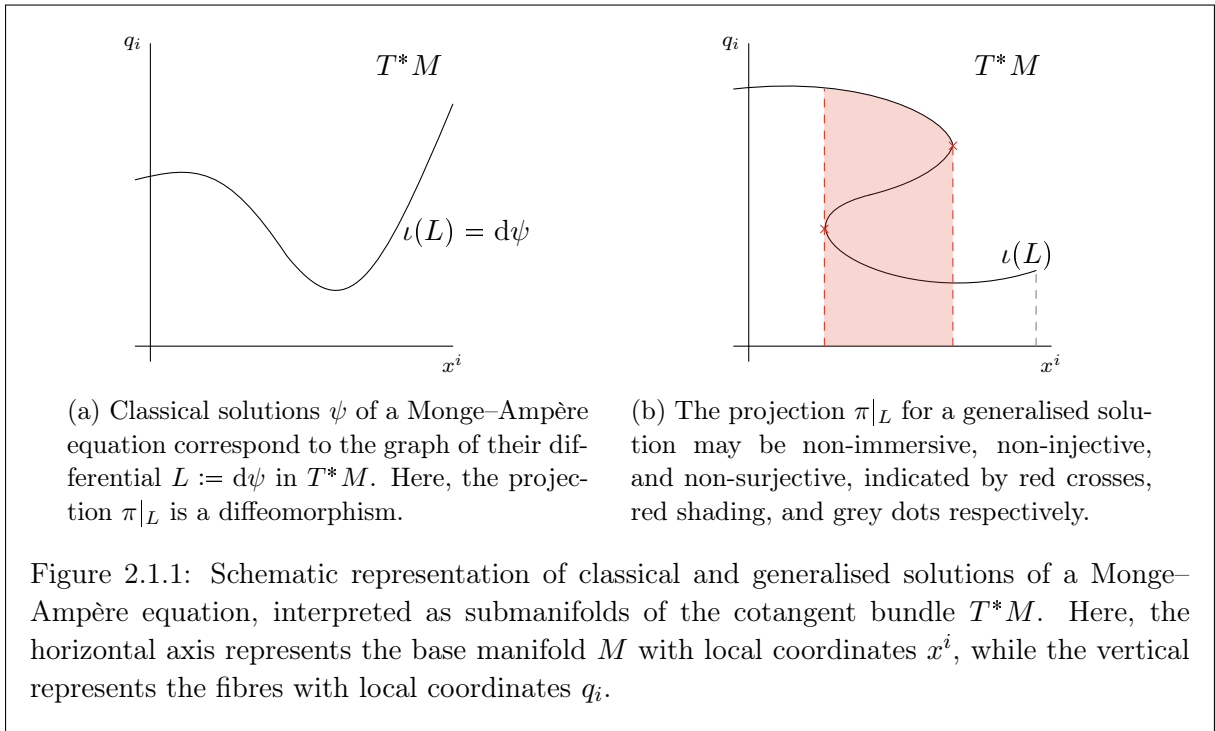 q_i
T*M
ι(L) = dψ
x^i
q_i
T*M
ι(L)
x^i
(a) Classical solutions ψ of a Monge–Ampère
equation correspond to the graph of their dif-
ferential L := dψ in T*M. Here, the projec-
tion π|_L is a diffeomorphism.
(b) The projection π|_L for a generalised solu-
tion may be non-immersive, non-injective,
and non-surjective, indicated by red crosses,
red shading, and grey dots respectively.
Figure 2.1.1: Schematic representation of classical and generalised solutions of a Monge–
Ampère equation, interpreted as submanifolds of the cotangent bundle T*M. Here, the
horizontal axis represents the base manifold M with local coordinates x^i, while the vertical
represents the fibres with local coordinates q_i.